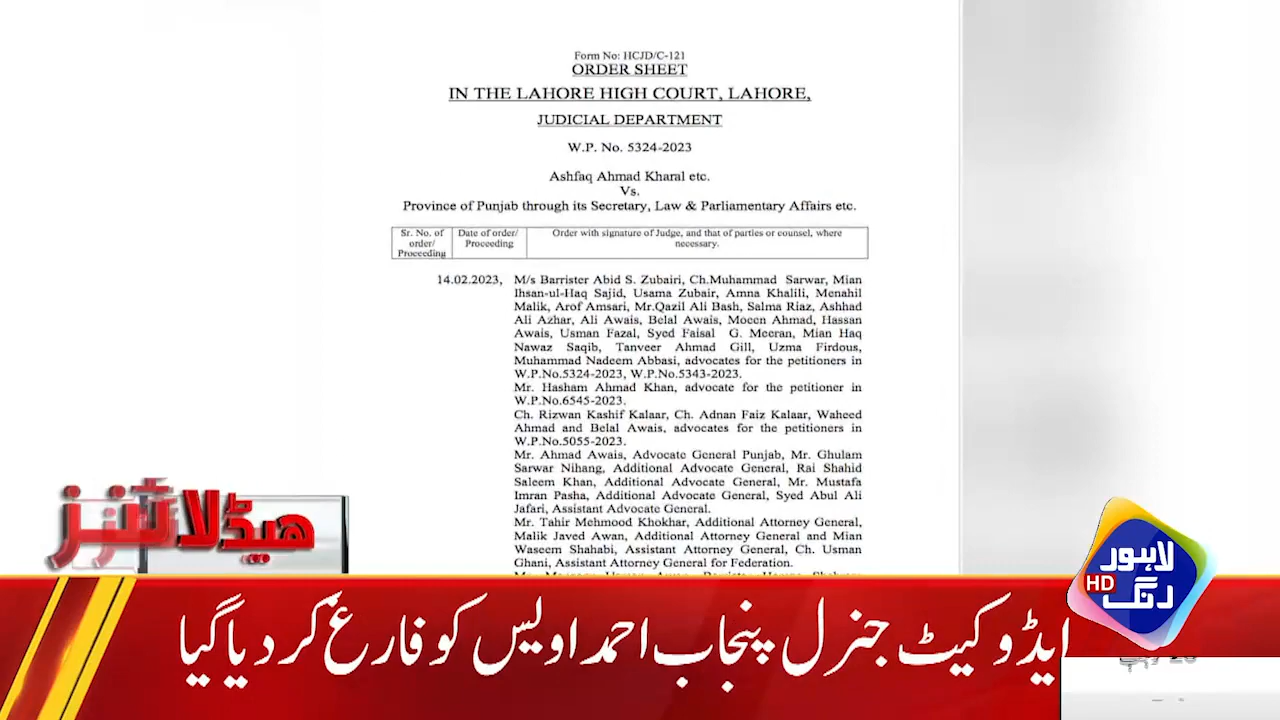 Form No: HCJD/C-121
ORDER SHEET
IN THE LAHORE HIGH COURT, LAHORE,
JUDICIAL DEPARTMENT
W.P. No. 5324-2023
Ashfaq Ahmad Kharal etc.
Vs.
Province of Punjab through its Secretary, Law & Parliamentary Affairs etc.
Sr. No. of order/ Proceeding
Date of order/ Proceeding
Order with signature of Judge, and that of parties or counsel, where necessary.
14.02.2023, M/s Barrister Abid S. Zubairi, Ch.Muhammad Sarwar, Mian
Ihsan-ul-Haq Sajid, Usama Zubair, Amna Khalili, Menahil
Malik, Arof Amsari, Mr.Qazil Ali Bash, Salma Riaz, Ashhad
Ali Azhar, Ali Awais, Belal Awais, Moeen Ahmad, Hassan
Awais, Usman Fazal, Syed Faisal G. Meeran, Mian Haq
Nawaz Saqib, Tanveer Ahmad Gill, Uzma Firdous,
Muhammad Nadeem Abbasi, advocates for the petitioners in
W.P.No.5324-2023, W.P.No.5343-2023.
Mr. Hasham Ahmad Khan, advocate for the petitioner in
W.P.No.6545-2023.
Ch. Rizwan Kashif Kalaar, Ch. Adnan Faiz Kalaar, Waheed
Ahmad and Belal Awais, advocates for the petitioners in
W.P.No.5055-2023.
Mr. Ahmad Awais, Advocate General Punjab, Mr. Ghulam
Sarwar Nihang, Additional Advocate General, Rai Shahid
Saleem Khan, Additional Advocate General, Mr. Mustafa
Imran Pasha, Additional Advocate General, Syed Abul Ali
Jafari, Assistant Advocate General.
Mr. Tahir Mehmood Khokhar, Additional Attorney General,
Malik Javed Awan, Additional Attorney General and Mian
Waseem Shahabi, Assistant Attorney General, Ch. Usman
Ghani, Assistant Attorney General for Federation.
ہیڈلائنز
لاہور
رنگ HD
ایڈوکیٹ جنرل پنجاب احمد اویس کو فارغ کر دیا گیا